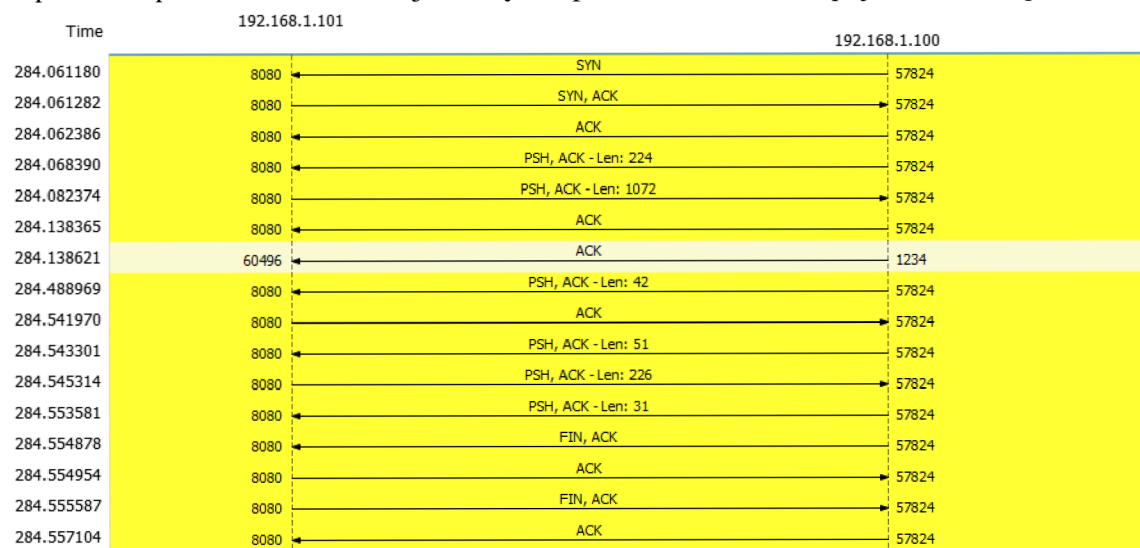 192.168.1.101
Time
192.168.1.100
284.061180 8080 SYN 57824
284.061282 8080 SYN, ACK 57824
284.062386 8080 ACK 57824
284.068390 8080 PSH, ACK - Len: 224 57824
284.082374 8080 PSH, ACK - Len: 1072 57824
284.138365 8080 ACK 57824
284.138621 60496 ACK 1234
284.488969 8080 PSH, ACK - Len: 42 57824
284.541970 8080 ACK 57824
284.543301 8080 PSH, ACK - Len: 51 57824
284.545314 8080 PSH, ACK - Len: 226 57824
284.553581 8080 PSH, ACK - Len: 31 57824
284.554878 8080 FIN, ACK 57824
284.554954 8080 ACK 57824
284.555587 8080 FIN, ACK 57824
284.557104 8080 ACK 57824